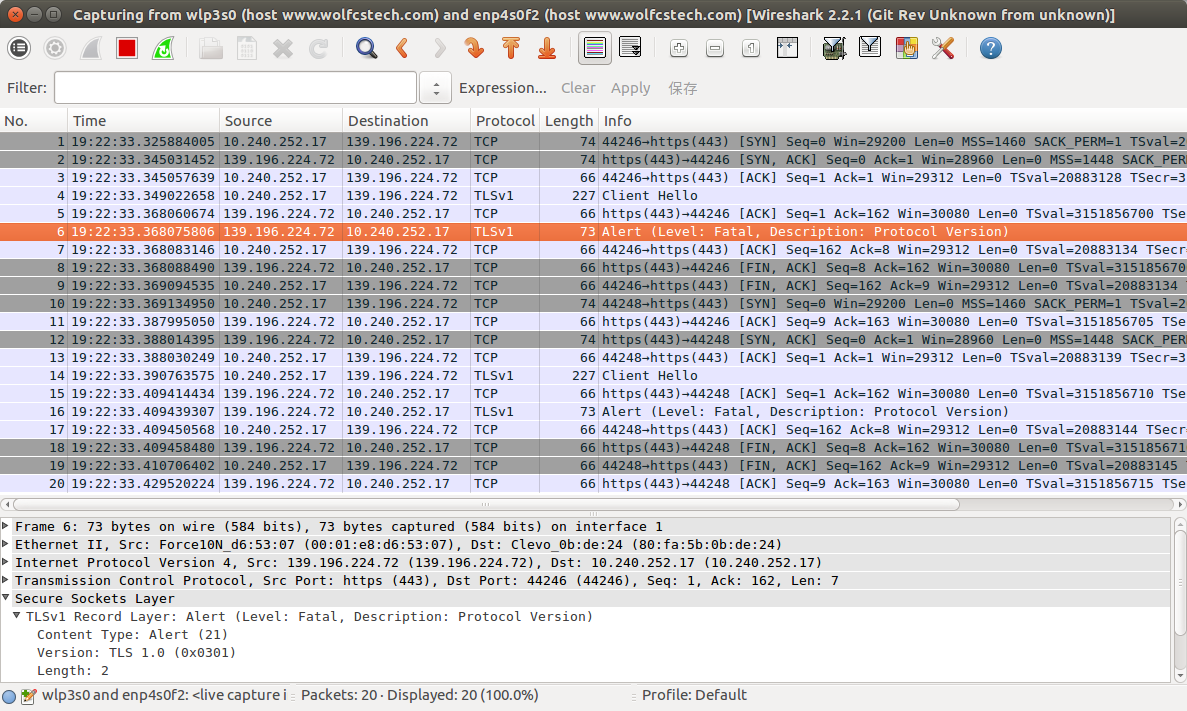 Capturing from wlp3s0 (host www.wolfcstech.com) and enp4s0f2 (host www.wolfcstech.com) [Wireshark 2.2.1 (Git Rev Unknown from unknown)]
Filter: Expression... Clear Apply 保存
No. Time Source Destination Protocol Length Info
1 19:22:33.325884005 10.240.252.17 139.196.224.72 TCP 74 44246→https(443) [SYN] Seq=0 Win=29200 Len=0 MSS=1460 SACK_PERM=1 TSval=2
2 19:22:33.345031452 139.196.224.72 10.240.252.17 TCP 74 https(443)→44246 [SYN, ACK] Seq=0 Ack=1 Win=28960 Len=0 MSS=1448 SACK_PER
3 19:22:33.345057639 10.240.252.17 139.196.224.72 TCP 66 44246→https(443) [ACK] Seq=1 Ack=1 Win=29312 Len=0 TSval=20883128 TSecr=3
4 19:22:33.349022658 10.240.252.17 139.196.224.72 TLSv1 227 Client Hello
5 19:22:33.368060674 139.196.224.72 10.240.252.17 TCP 66 https(443)→44246 [ACK] Seq=1 Ack=162 Win=30080 Len=0 TSval=3151856700 TSe
6 19:22:33.368075806 139.196.224.72 10.240.252.17 TLSv1 73 Alert (Level: Fatal, Description: Protocol Version)
7 19:22:33.368083146 10.240.252.17 139.196.224.72 TCP 66 44246→https(443) [ACK] Seq=162 Ack=8 Win=29312 Len=0 TSval=20883134 TSecr
8 19:22:33.368088490 139.196.224.72 10.240.252.17 TCP 66 https(443)→44246 [FIN, ACK] Seq=8 Ack=162 Win=30080 Len=0 TSval=315185670
9 19:22:33.369094535 10.240.252.17 139.196.224.72 TCP 66 44246→https(443) [FIN, ACK] Seq=162 Ack=9 Win=29312 Len=0 TSval=20883134
10 19:22:33.369134950 10.240.252.17 139.196.224.72 TCP 74 44248→https(443) [SYN] Seq=0 Win=29200 Len=0 MSS=1460 SACK_PERM=1 TSval=2
11 19:22:33.387995050 139.196.224.72 10.240.252.17 TCP 66 https(443)→44246 [ACK] Seq=9 Ack=163 Win=30080 Len=0 TSval=3151856705 TSe
12 19:22:33.388014395 139.196.224.72 10.240.252.17 TCP 74 https(443)→44248 [SYN, ACK] Seq=0 Ack=1 Win=28960 Len=0 MSS=1448 SACK_PER
13 19:22:33.388030249 10.240.252.17 139.196.224.72 TCP 66 44248→https(443) [ACK] Seq=1 Ack=1 Win=29312 Len=0 TSval=20883139 TSecr=3
14 19:22:33.390763575 10.240.252.17 139.196.224.72 TLSv1 227 Client Hello
15 19:22:33.409414434 139.196.224.72 10.240.252.17 TCP 66 https(443)→44248 [ACK] Seq=1 Ack=162 Win=30080 Len=0 TSval=3151856710 TSe
16 19:22:33.409439307 139.196.224.72 10.240.252.17 TLSv1 73 Alert (Level: Fatal, Description: Protocol Version)
17 19:22:33.409450568 10.240.252.17 139.196.224.72 TCP 66 44248→https(443) [ACK] Seq=162 Ack=8 Win=29312 Len=0 TSval=20883144 TSecr
18 19:22:33.409458480 139.196.224.72 10.240.252.17 TCP 66 https(443)→44248 [FIN, ACK] Seq=8 Ack=162 Win=30080 Len=0 TSval=315185671
19 19:22:33.410706402 10.240.252.17 139.196.224.72 TCP 66 44248→https(443) [FIN, ACK] Seq=162 Ack=9 Win=29312 Len=0 TSval=20883145
20 19:22:33.429520224 139.196.224.72 10.240.252.17 TCP 66 https(443)→44248 [ACK] Seq=9 Ack=163 Win=30080 Len=0 TSval=3151856715 TSe
Frame 6: 73 bytes on wire (584 bits), 73 bytes captured (584 bits) on interface 1
Ethernet II, Src: Force10N_d6:53:07 (00:01:e8:d6:53:07), Dst: Clevo_0b:de:24 (80:fa:5b:0b:de:24)
Internet Protocol Version 4, Src: 139.196.224.72 (139.196.224.72), Dst: 10.240.252.17 (10.240.252.17)
Transmission Control Protocol, Src Port: https (443), Dst Port: 44246 (44246), Seq: 1, Ack: 162, Len: 7
Secure Sockets Layer
TLSv1 Record Layer: Alert (Level: Fatal, Description: Protocol Version)
Content Type: Alert (21)
Version: TLS 1.0 (0x0301)
Length: 2
wlp3s0 and enp4s0f2: <live capture i Packets: 20 · Displayed: 20 (100.0%) Profile: Default